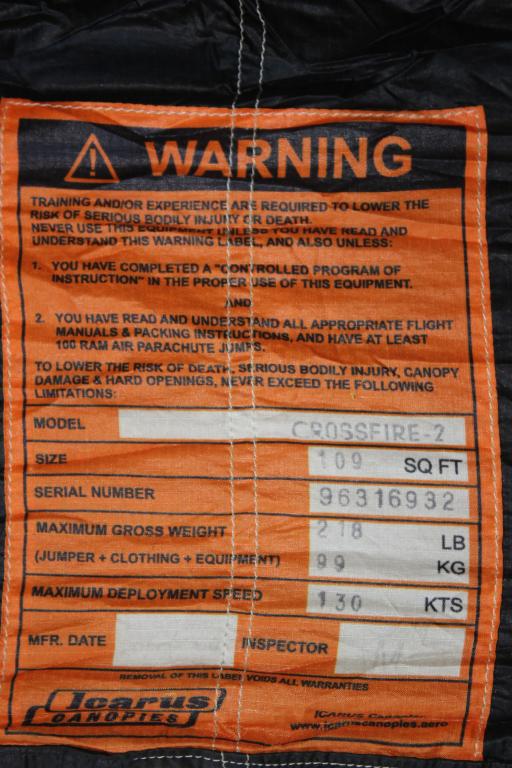 WARNING
TRAINING AND/OR EXPERIENCE ARE REQUIRED TO LOWER THE
RISK OF SERIOUS BODILY INJURY OR DEATH.
NEVER USE THIS EQUIPMENT UNLESS YOU HAVE READ AND
UNDERSTAND THIS WARNING LABEL, AND ALSO UNLESS:
1. YOU HAVE COMPLETED A "CONTROLLED PROGRAM OF
INSTRUCTION" IN THE PROPER USE OF THIS EQUIPMENT.
AND
2. YOU HAVE READ AND UNDERSTAND ALL APPROPRIATE FLIGHT
MANUALS & PACKING INSTRUCTIONS, AND HAVE AT LEAST
100 RAM AIR PARACHUTE JUMPS.
TO LOWER THE RISK OF DEATH, SERIOUS BODILY INJURY, CANOPY
DAMAGE & HARD OPENINGS, NEVER EXCEED THE FOLLOWING
LIMITATIONS:
MODEL CROSSFIRE-2
SIZE 109 SQ FT
SERIAL NUMBER 96316932
MAXIMUM GROSS WEIGHT 218 LB
(JUMPER + CLOTHING + EQUIPMENT) 99 KG
MAXIMUM DEPLOYMENT SPEED 130 KTS
MFR. DATE INSPECTOR
REMOVAL OF THIS LABEL VOIDS ALL WARRANTIES
Icarus
CANOPIES
Icarus Canopies
www.icaruscanopies.aero